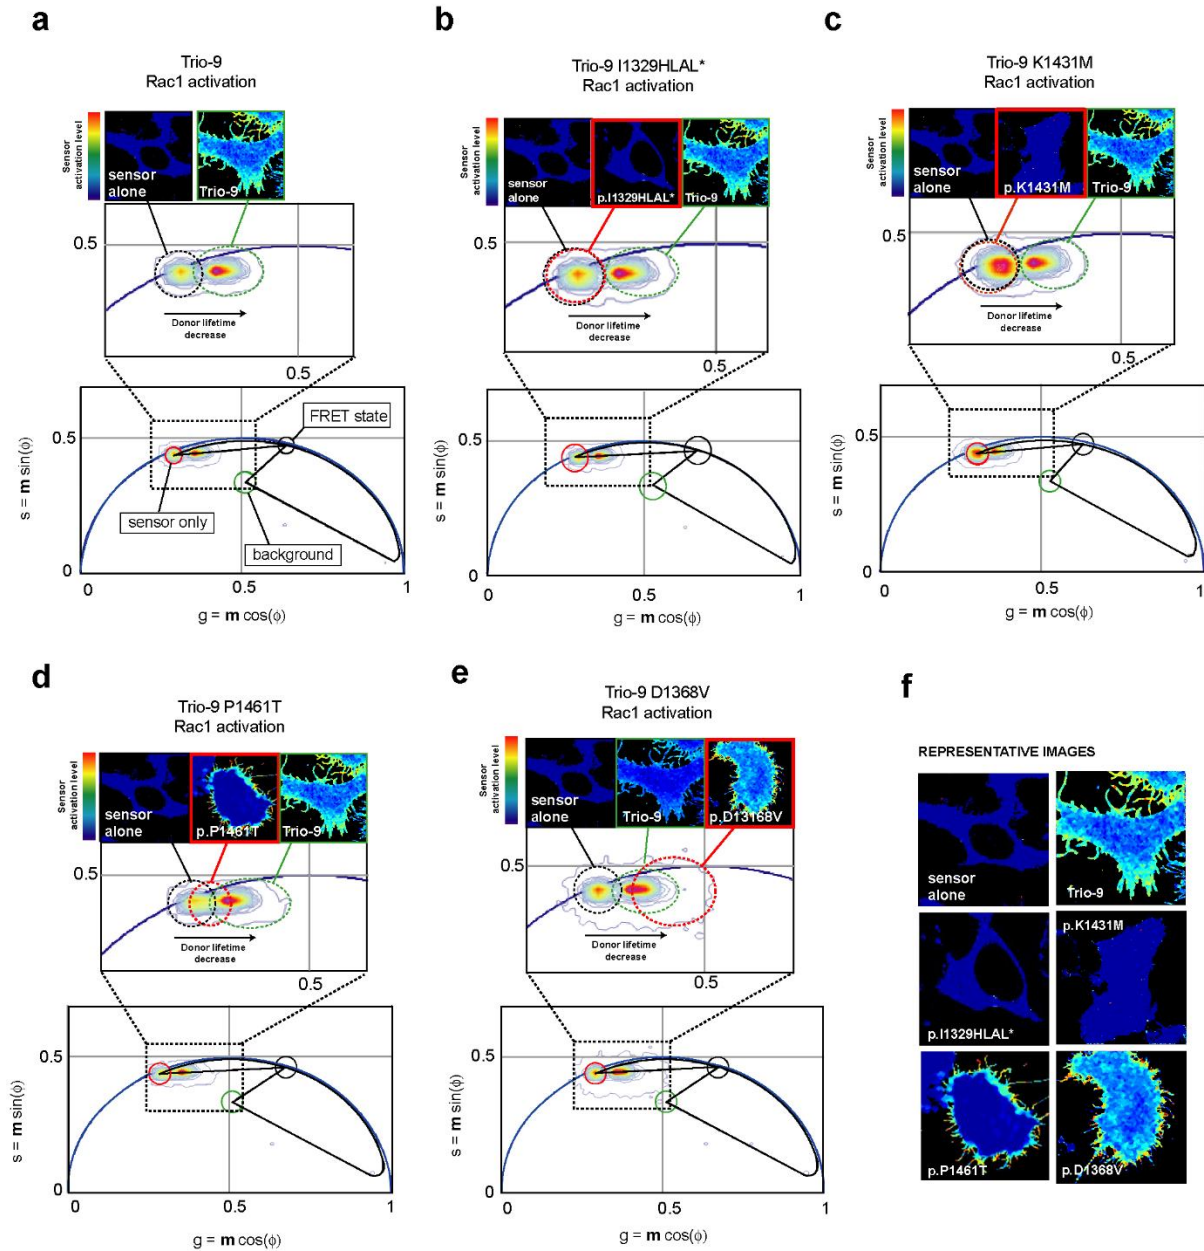 a
Trio-9
Rac1 activation
Sensor
activation level
sensor
alone
Trio-9
0.5
Donor lifetime
decrease
0.5
FRET state
0.5
sensor only
background
0
0
0.5
1
s = m sin(ϕ)
g = m cos(ϕ)
b
Trio-9 I1329HLAL*
Rac1 activation
Sensor
activation level
sensor
alone
p.I1329HLAL*
Trio-9
0.5
Donor lifetime
decrease
0.5
0.5
0
0
0.5
1
s = m sin(ϕ)
g = m cos(ϕ)
c
Trio-9 K1431M
Rac1 activation
Sensor
activation level
sensor
alone
p.K1431M
Trio-9
0.5
Donor lifetime
decrease
0.5
0.5
0
0
0.5
1
s = m sin(ϕ)
g = m cos(ϕ)
d
Trio-9 P1461T
Rac1 activation
Sensor
activation level
sensor
alone
p.P1461T
Trio-9
0.5
Donor lifetime
decrease
0.5
0.5
0
0
0.5
1
s = m sin(ϕ)
g = m cos(ϕ)
e
Trio-9 D1368V
Rac1 activation
Sensor
activation level
sensor
alone
Trio-9
p.D13168V
0.5
Donor lifetime
decrease
0.5
0.5
0
0
0.5
1
s = m sin(ϕ)
g = m cos(ϕ)
f
REPRESENTATIVE IMAGES
sensor
alone
Trio-9
p.I1329HLAL*
p.K1431M
p.P1461T
p.D1368V